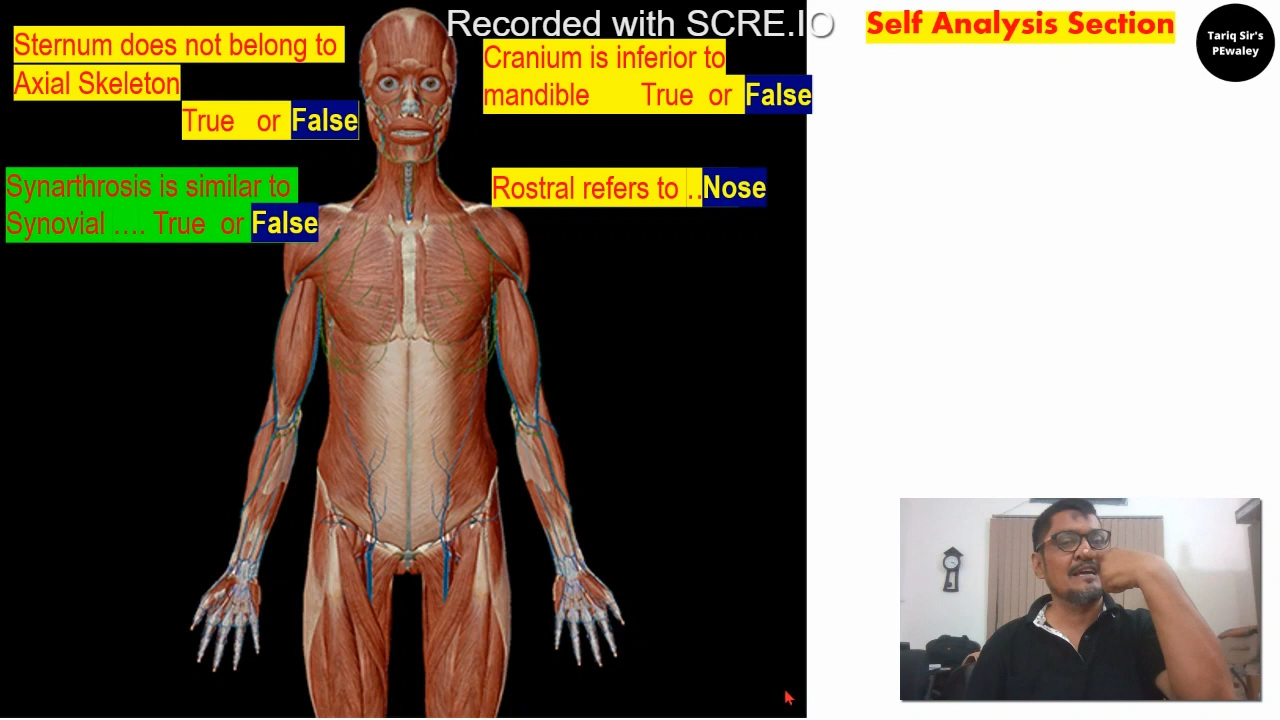 Recorded with SCRE.IO
Self Analysis Section
Tariq Sir's
PEwaley
Sternum does not belong to
Axial Skeleton
True or False
Cranium is inferior to
mandible True or False
Synarthrosis is similar to
Synovial .... True or False
Rostral refers to ..Nose